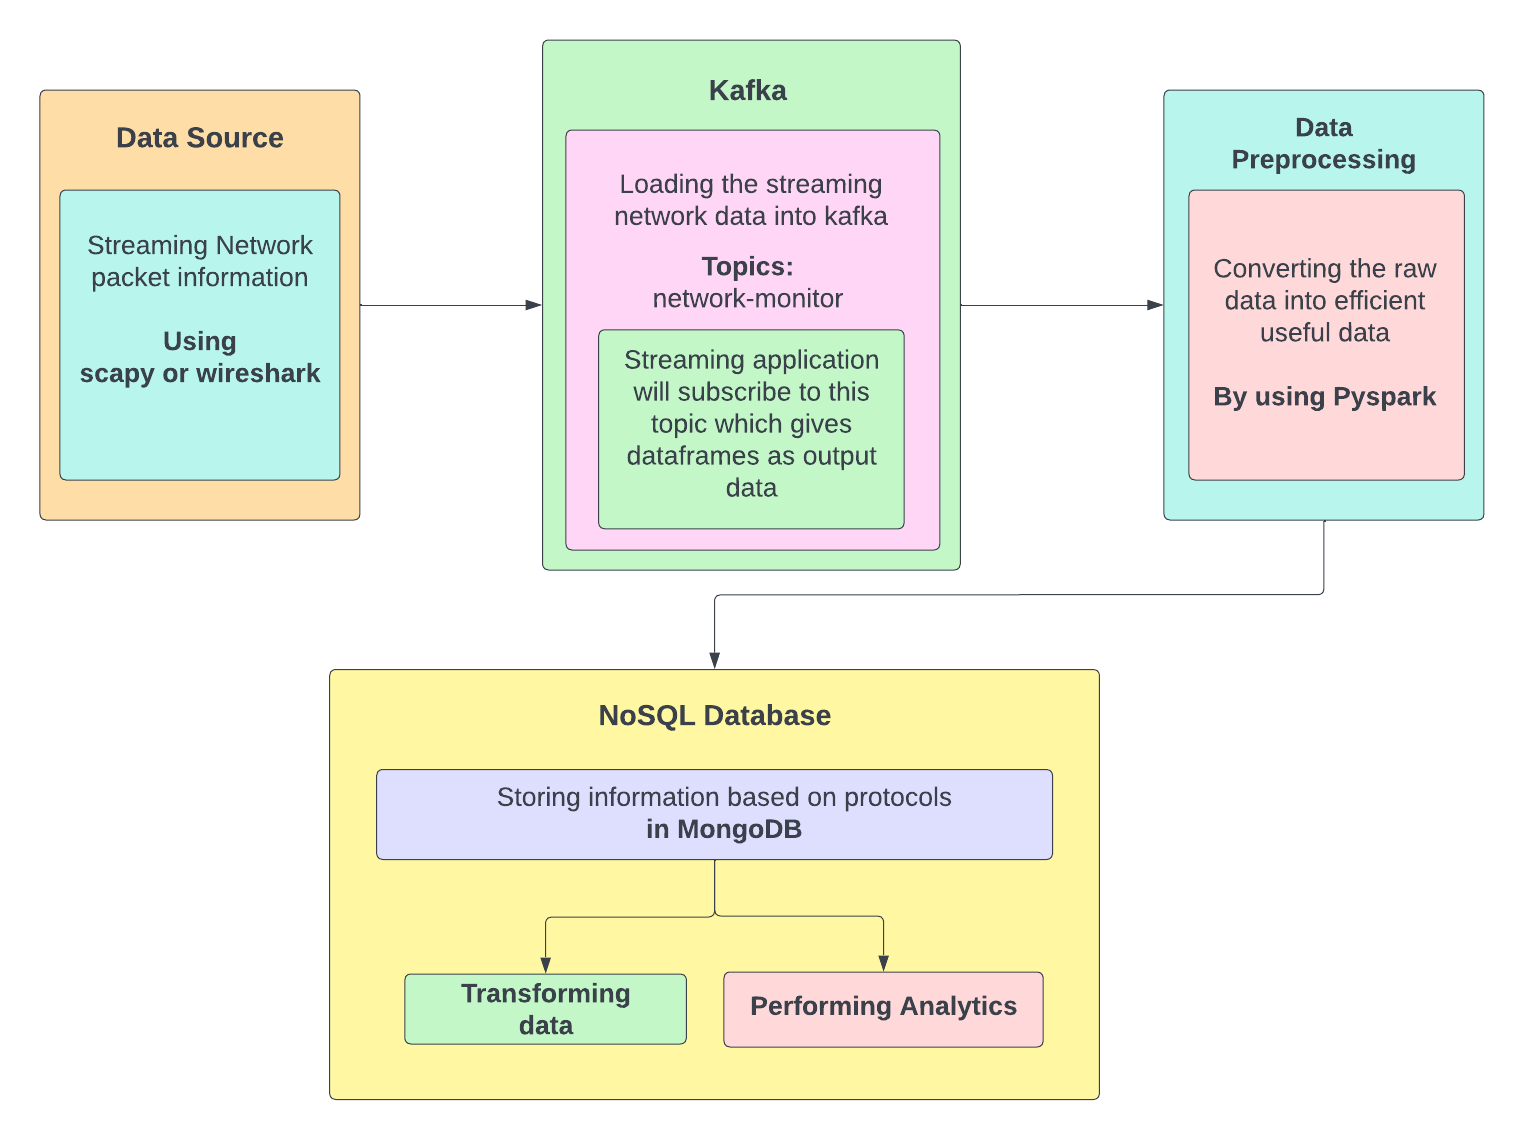 Data Source
Streaming Network
packet information
Using
scapy or wireshark
Kafka
Loading the streaming
network data into kafka
Topics:
network-monitor
Streaming application
will subscribe to this
topic which gives
dataframes as output
data
Data
Preprocessing
Converting the raw
data into efficient
useful data
By using Pyspark
NoSQL Database
Storing information based on protocols
in MongoDB
Transforming
data
Performing Analytics